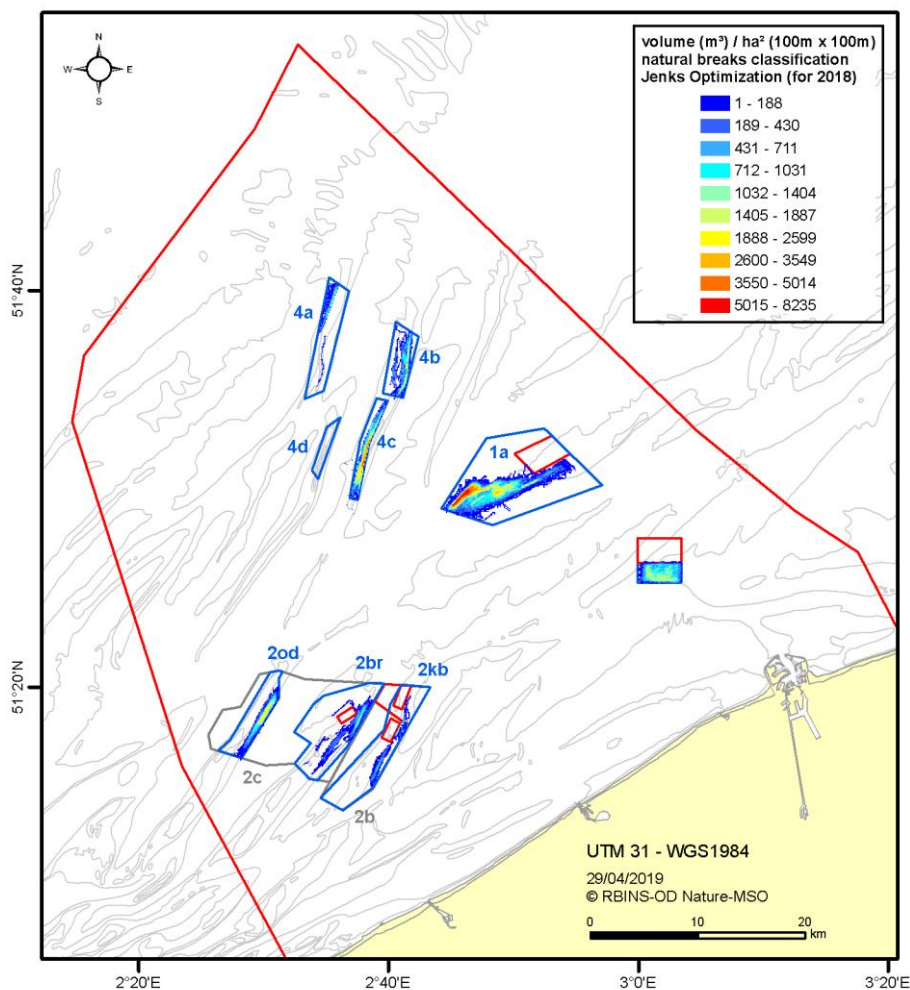 N
W E
S
volume (m³) / ha² (100m x 100m)
natural breaks classification
Jenks Optimization (for 2018)
1 - 188
189 - 430
431 - 711
712 - 1031
1032 - 1404
1405 - 1887
1888 - 2599
2600 - 3549
3550 - 5014
5015 - 8235
51°40'N
4a
4b
4d
4c
1a
51°20'N
2od
2br
2kb
2c
2b
UTM 31 - WGS1984
29/04/2019
© RBINS-OD Nature-MSO
0 10 20
km
2°20'E
2°40'E
3°0'E
3°20'E